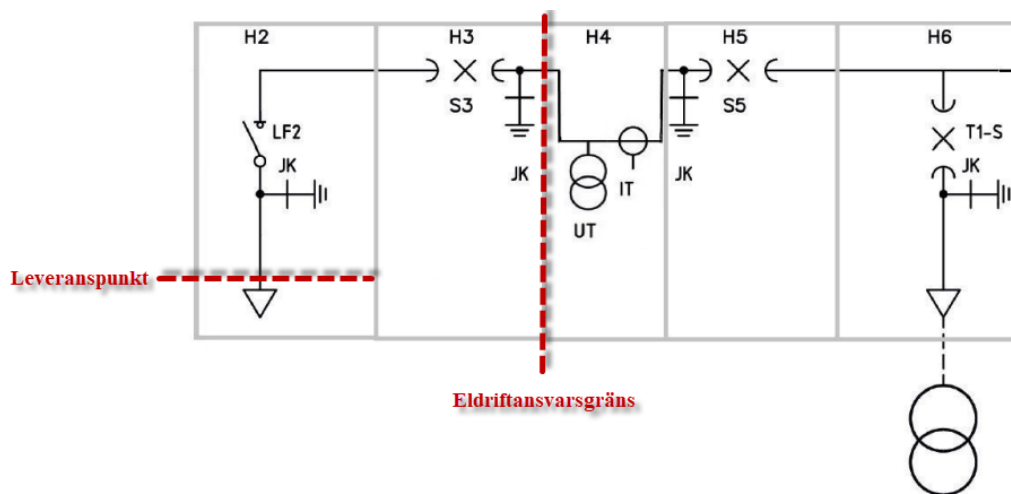 H2
H3
H4
H5
H6
S3
S5
LF2
T1-S
JK
JK
JK
JK
IT
UT
Leveranspunkt
Eldriftansvarsgräns